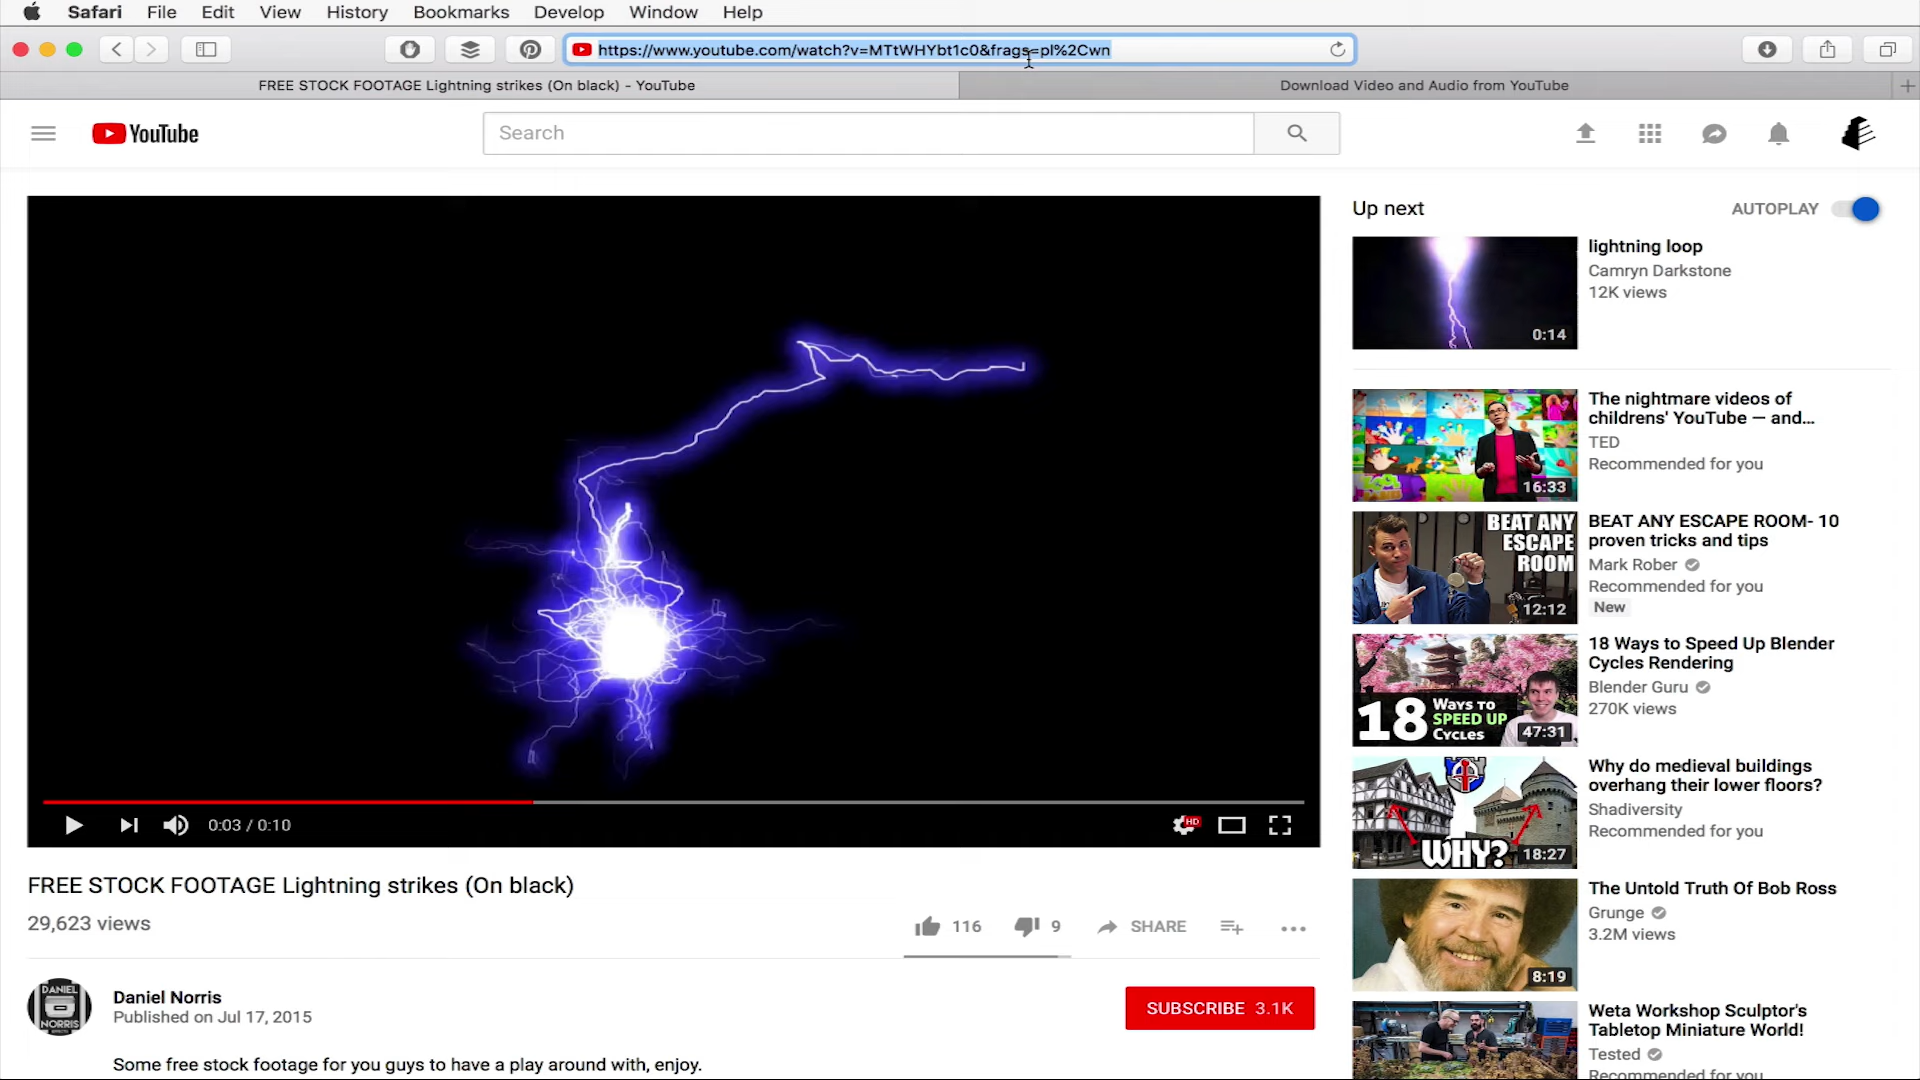 Safari File Edit View History Bookmarks Develop Window Help
https://www.youtube.com/watch?v=MTtWHYbt1c0&frags=pl%2Cwn
FREE STOCK FOOTAGE Lightning strikes (On black) - YouTube
Download Video and Audio from YouTube
YouTube
Search
Up next
AUTOPLAY
lightning loop
Camryn Darkstone
12K views
0:14
The nightmare videos of
childrens' YouTube — and...
TED
Recommended for you
16:33
BEAT ANY
ESCAPE
ROOM
12:12
BEAT ANY ESCAPE ROOM- 10
proven tricks and tips
Mark Rober
Recommended for you
New
18 Ways to
SPEED UP
Cycles
47:31
18 Ways to Speed Up Blender
Cycles Rendering
Blender Guru
270K views
WHY?
18:27
Why do medieval buildings
overhang their lower floors?
Shadiversity
Recommended for you
8:19
The Untold Truth Of Bob Ross
Grunge
3.2M views
Weta Workshop Sculptor's
Tabletop Miniature World!
Tested
Recommended for you
0:03 / 0:10
HD
FREE STOCK FOOTAGE Lightning strikes (On black)
29,623 views
116
9
SHARE
DANIEL
NORRIS
Daniel Norris
Published on Jul 17, 2015
SUBSCRIBE 3.1K
Some free stock footage for you guys to have a play around with, enjoy.